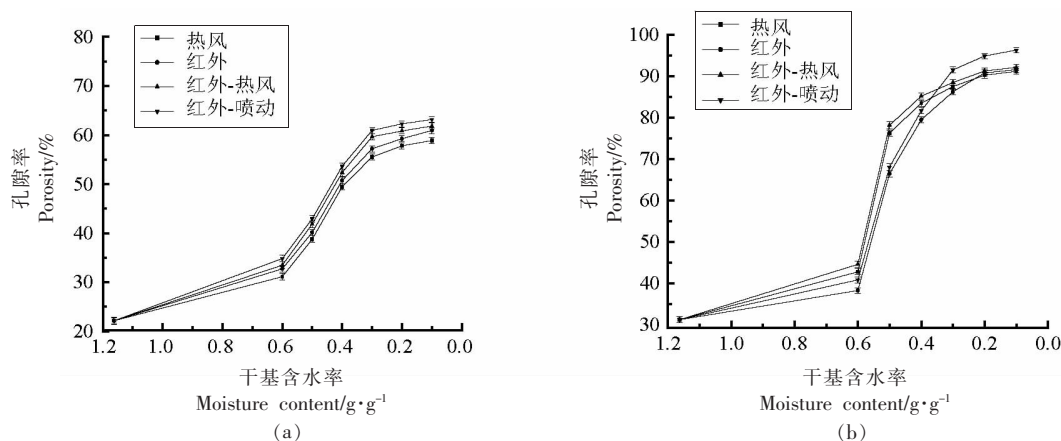 80
70
60
50
40
30
20
孔隙率
Porosity/%
热风
红外
红外-热风
红外-喷动
1.2 1.0 0.8 0.6 0.4 0.2 0.0
干基含水率
Moisture content/g·g⁻¹
(a)
100
90
80
70
60
50
40
30
孔隙率
Porosity/%
热风
红外
红外-热风
红外-喷动
1.2 1.0 0.8 0.6 0.4 0.2 0.0
干基含水率
Moisture content/g·g⁻¹
(b)